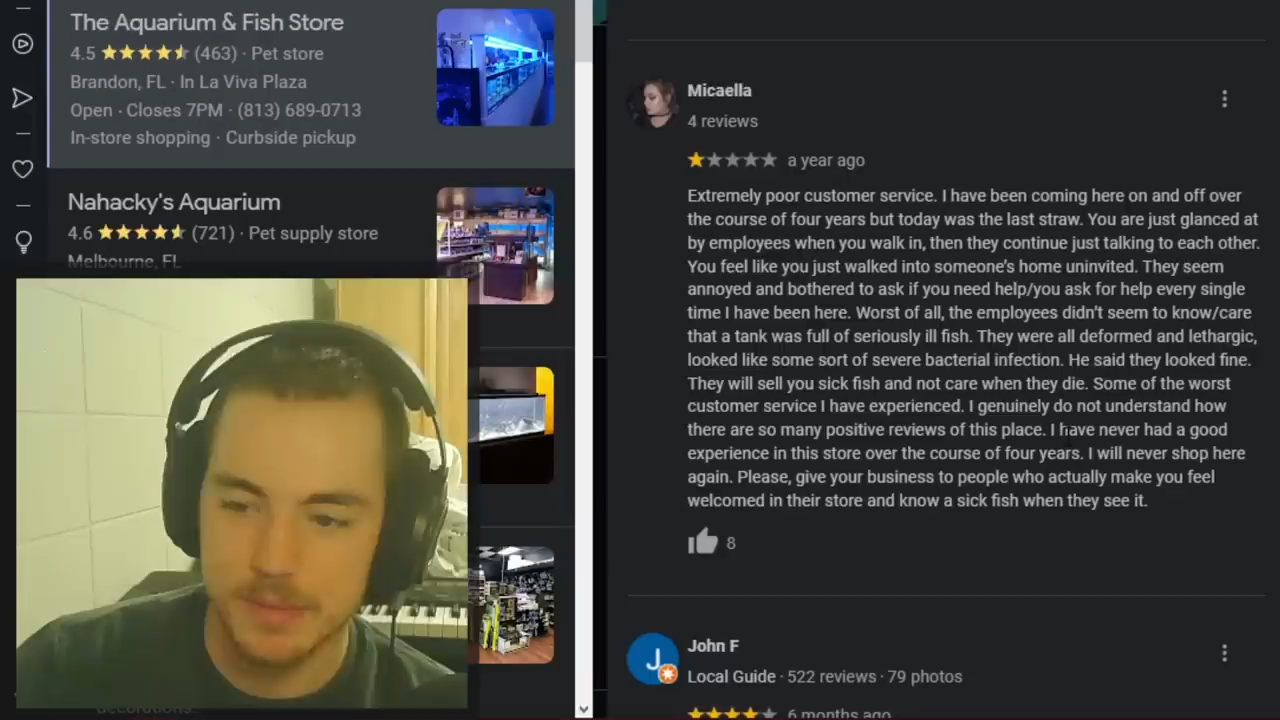 The Aquarium & Fish Store
4.5 ★★★★★ (463) · Pet store
Brandon, FL · In La Viva Plaza
Open · Closes 7PM · (813) 689-0713
In-store shopping · Curbside pickup
Nahacky's Aquarium
4.6 ★★★★★ (721) · Pet supply store
Melbourne, FL
decorations..
Micaella
4 reviews
a year ago
Extremely poor customer service. I have been coming here on and off over
the course of four years but today was the last straw. You are just glanced at
by employees when you walk in, then they continue just talking to each other.
You feel like you just walked into someone's home uninvited. They seem
annoyed and bothered to ask if you need help/you ask for help every single
time I have been here. Worst of all, the employees didn't seem to know/care
that a tank was full of seriously ill fish. They were all deformed and lethargic,
looked like some sort of severe bacterial infection. He said they looked fine.
They will sell you sick fish and not care when they die. Some of the worst
customer service I have experienced. I genuinely do not understand how
there are so many positive reviews of this place. I have never had a good
experience in this store over the course of four years. I will never shop here
again. Please, give your business to people who actually make you feel
welcomed in their store and know a sick fish when they see it.
8
J
John F
Local Guide · 522 reviews · 79 photos
6 months ago